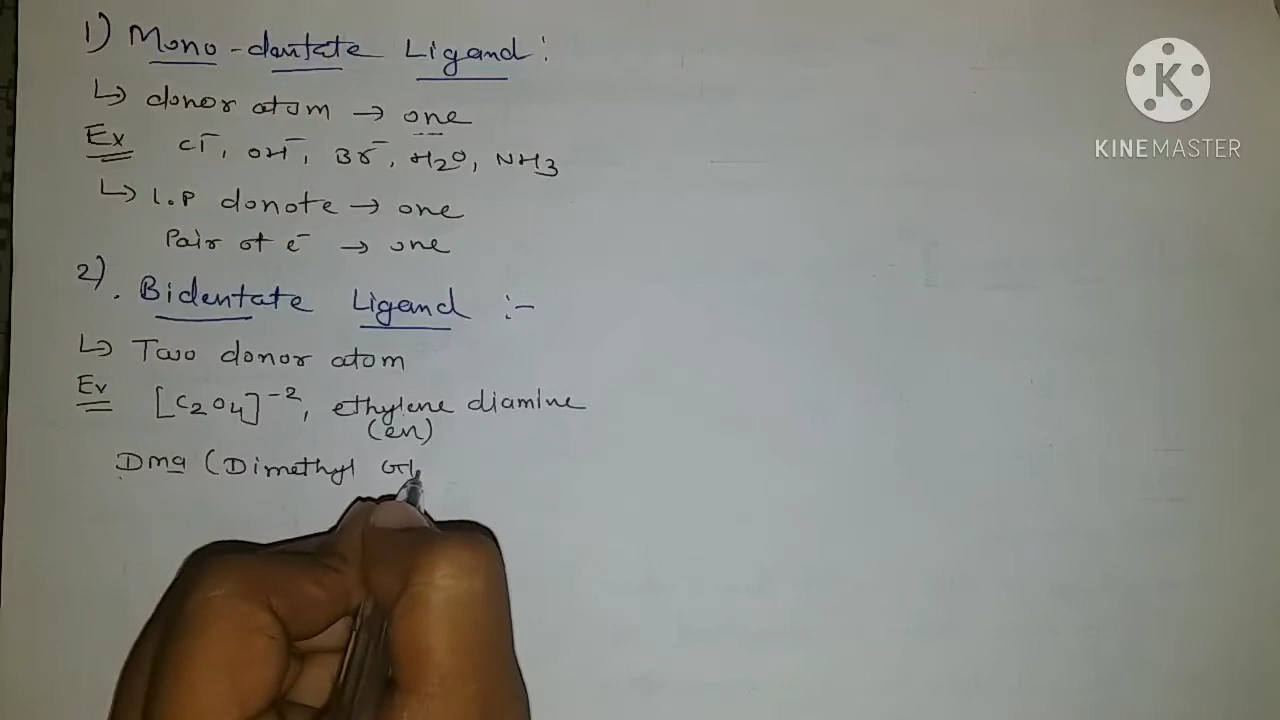 1) Mono-dentate Ligand:
↳ donor atom → one
Ex Cl⁻, OH⁻, Br⁻, H₂O, NH₃
↳ l.p donote → one
Pair of e⁻ → one
2). Bidentate Ligand :-
↳ Two donor atom
Ex [C₂O₄]⁻², ethylene diamine
(en)
Dmg (Dimethyl Gl
K
KINEMASTER